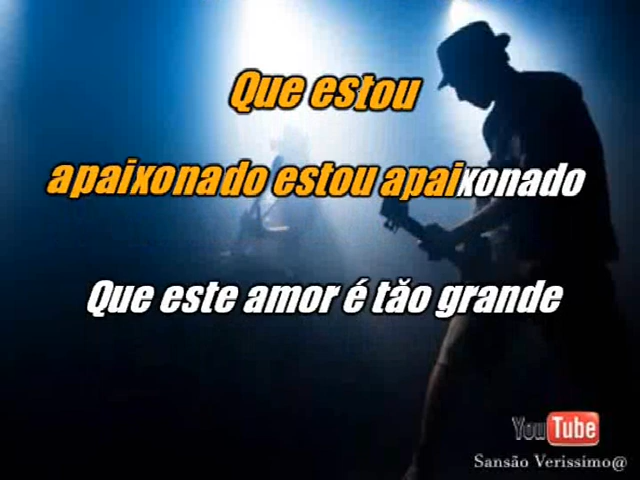 Que estou
apaixonado estou apaixonado
Que este amor é tăo grande
YouTube
Sansão Verissimo@